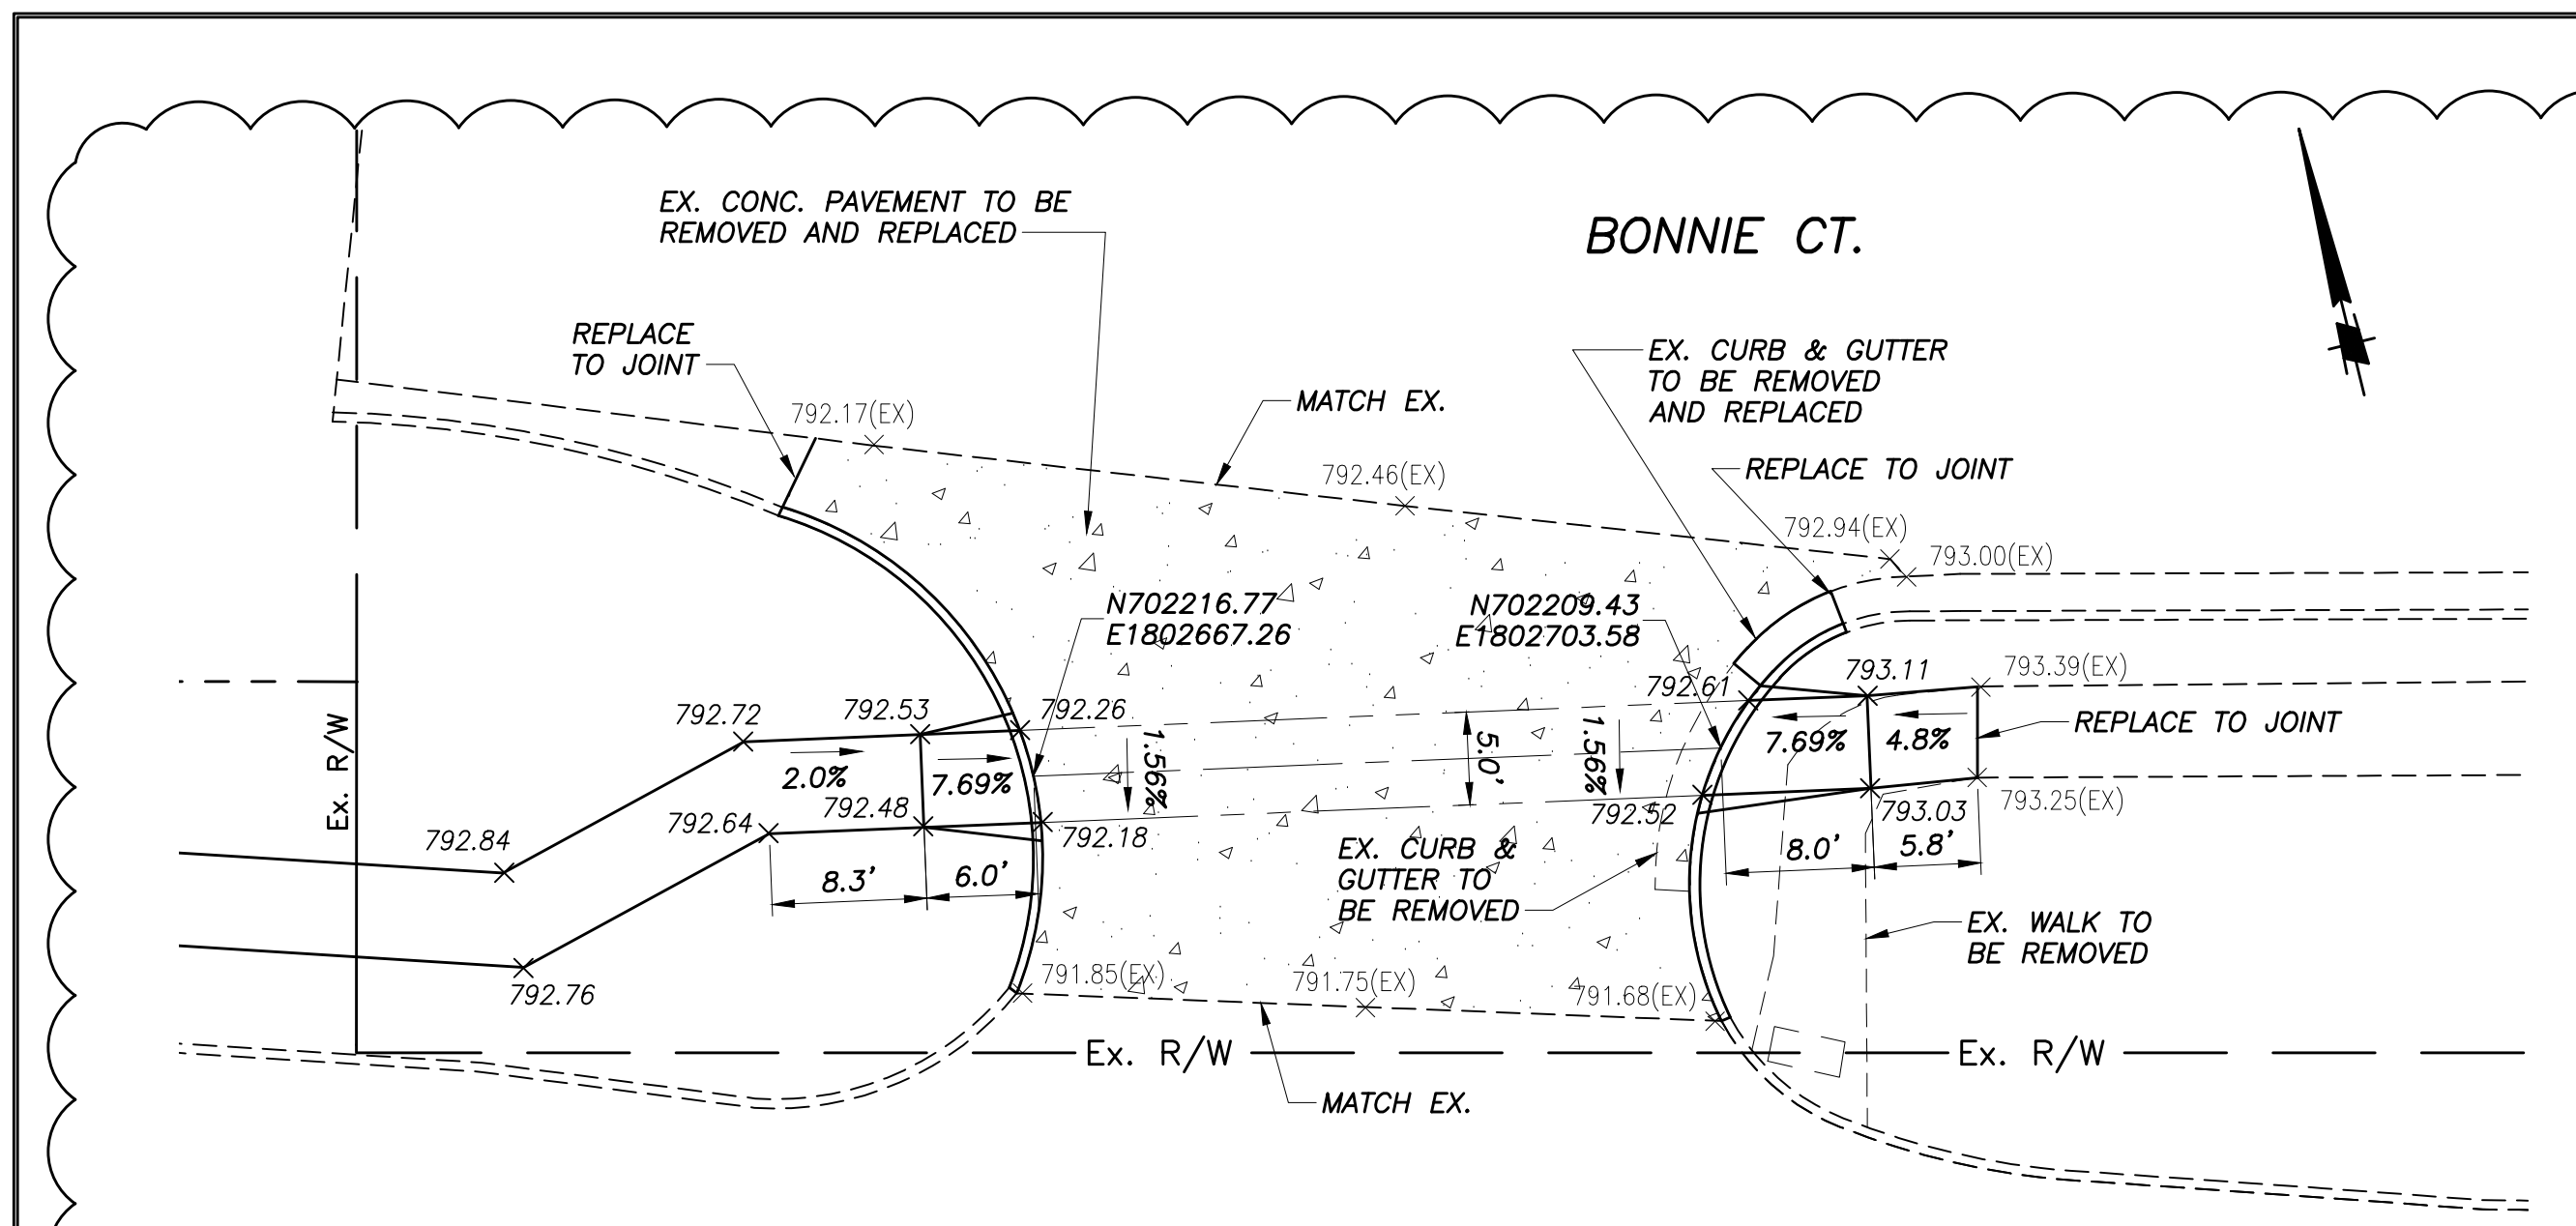 EX. CONC. PAVEMENT TO BE
REMOVED AND REPLACED
BONNIE CT.
REPLACE
TO JOINT
EX. CURB & GUTTER
TO BE REMOVED
AND REPLACED
792.17(EX)
MATCH EX.
792.46(EX)
REPLACE TO JOINT
792.94(EX)
793.00(EX)
N702216.77
E1802667.26
N702209.43
E1802703.58
792.61
793.11
793.39(EX)
792.72
792.53
792.26
Ex. R/W
2.0%
7.69%
1.56%
5.0'
1.56%
7.69%
4.8%
REPLACE TO JOINT
792.84
792.64
792.48
792.18
792.52
793.03
793.25(EX)
8.3'
6.0'
EX. CURB &
GUTTER TO
BE REMOVED
8.0'
5.8'
EX. WALK TO
BE REMOVED
792.76
791.85(EX)
791.75(EX)
791.68(EX)
Ex. R/W
Ex. R/W
MATCH EX.